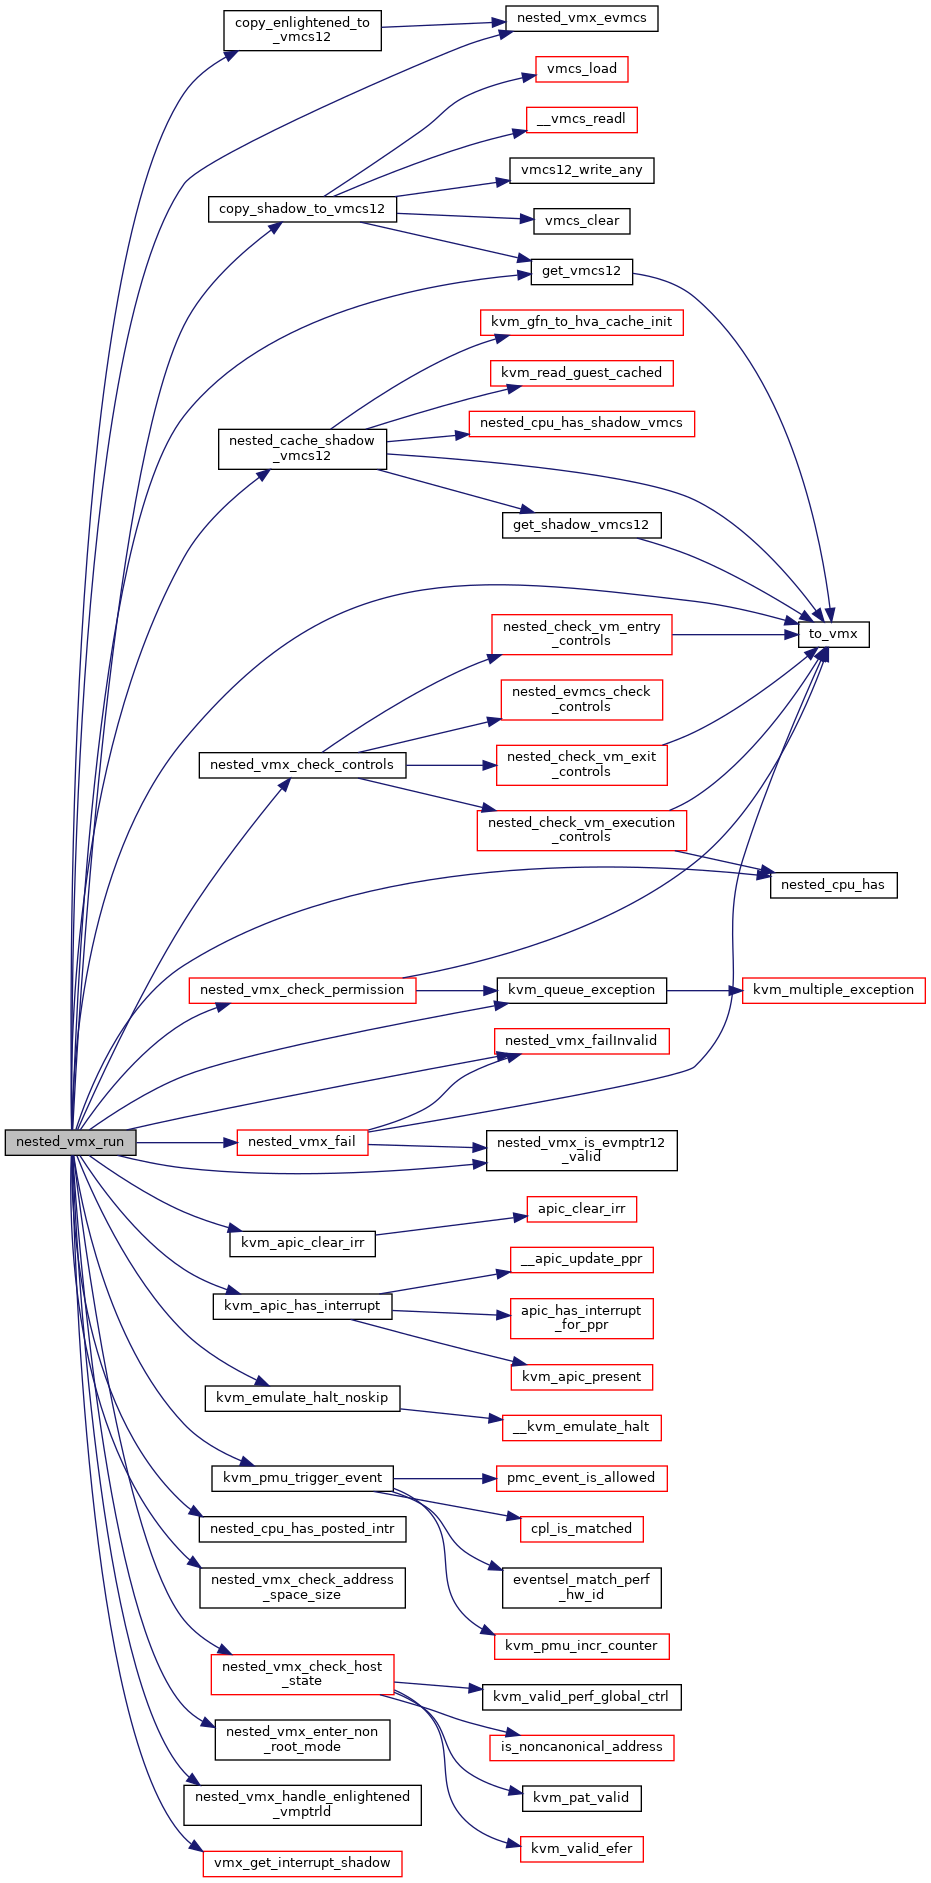 copy_enlightened_to
_vmcs12
nested_vmx_evmcs
vmcs_load
__vmcs_readl
vmcs12_write_any
copy_shadow_to_vmcs12
vmcs_clear
get_vmcs12
kvm_gfn_to_hva_cache_init
kvm_read_guest_cached
nested_cpu_has_shadow_vmcs
nested_cache_shadow
_vmcs12
get_shadow_vmcs12
to_vmx
nested_check_vm_entry
_controls
nested_evmcs_check
_controls
nested_vmx_check_controls
nested_check_vm_exit
_controls
nested_check_vm_execution
_controls
nested_cpu_has
nested_vmx_check_permission
kvm_queue_exception
kvm_multiple_exception
nested_vmx_failInvalid
nested_vmx_run
nested_vmx_fail
nested_vmx_is_evmptr12
_valid
apic_clear_irr
kvm_apic_clear_irr
__apic_update_ppr
kvm_apic_has_interrupt
apic_has_interrupt
_for_ppr
kvm_apic_present
kvm_emulate_halt_noskip
__kvm_emulate_halt
kvm_pmu_trigger_event
pmc_event_is_allowed
nested_cpu_has_posted_intr
cpl_is_matched
nested_vmx_check_address
_space_size
eventsel_match_perf
_hw_id
kvm_pmu_incr_counter
nested_vmx_check_host
_state
kvm_valid_perf_global_ctrl
nested_vmx_enter_non
_root_mode
is_noncanonical_address
nested_vmx_handle_enlightened
_vmptrld
kvm_pat_valid
kvm_valid_efer
vmx_get_interrupt_shadow